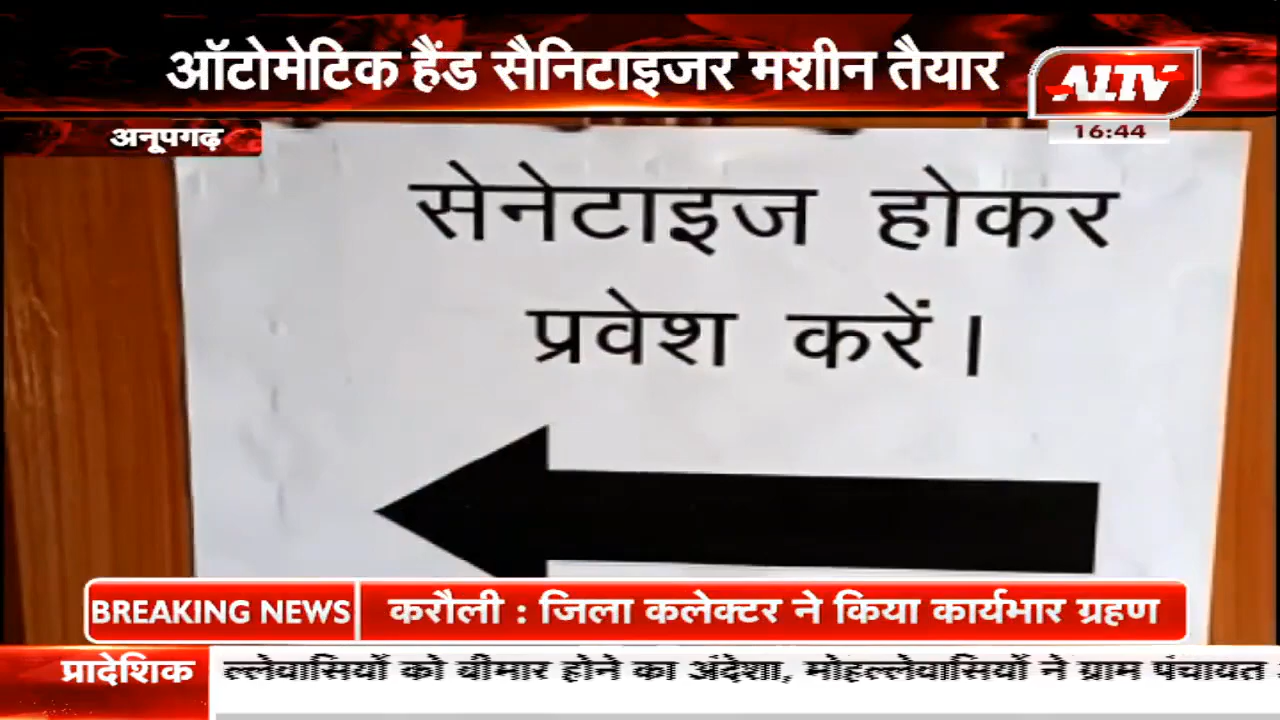 ऑटोमेटिक हैंड सैनिटाइजर मशीन तैयार
ALTV
16:44
अनूपगढ़
सेनेटाइज होकर
प्रवेश करें।
BREAKING NEWS
करौली : जिला कलेक्टर ने किया कार्यभार ग्रहण
प्रादेशिक
ल्लेवासियों को बीमार होने का अंदेशा, मोहल्लेवासियों ने ग्राम पंचायत